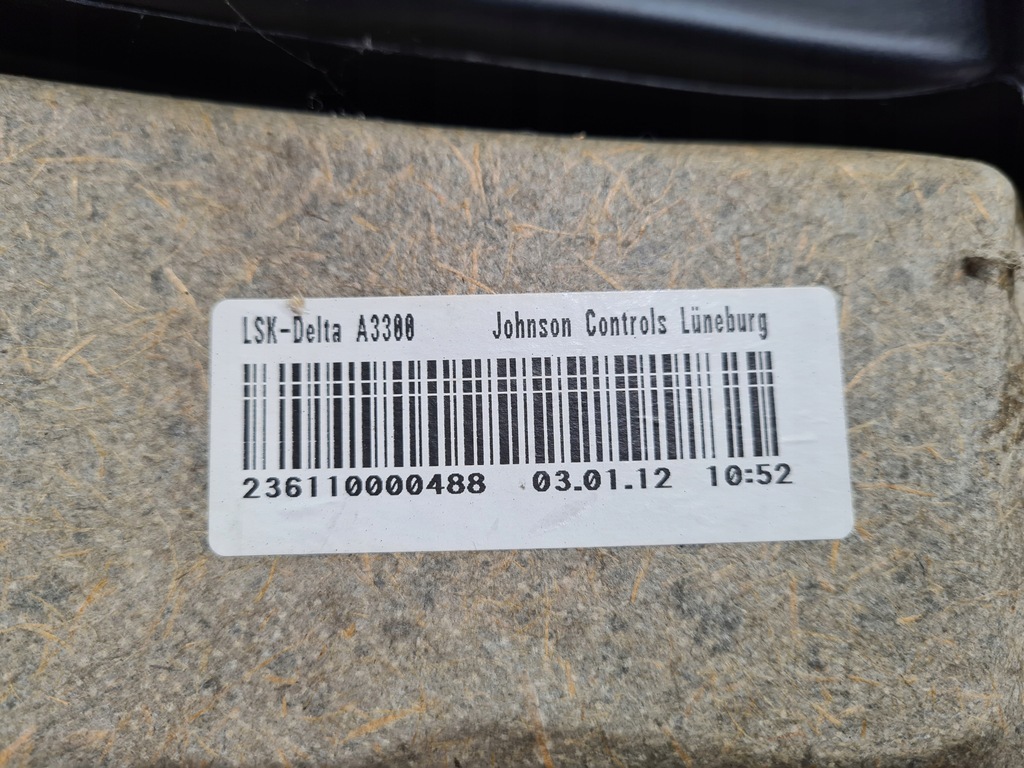 LSK-Delta A3300 Johnson Controls Lüneburg
236110000488 03.01.12 10:52